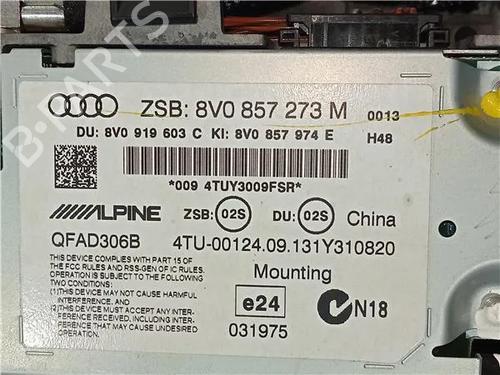 ZSB: 8V0 857 273 M 0013
DU: 8V0 919 603 C KI: 8V0 857 974 E H48
*009 4TUY3009FSR*
ALPINE ZSB: 02S DU: 02S China
QFAD306B 4TU-00124.09.131Y310820
THIS DEVICE COMPLIES WITH PART 15 OF
THE FCC RULES AND RSS-GEN OF IC RULES.
OPERATION IS SUBJECT TO THE FOLLOWING
TWO CONDITIONS:
(1)THIS DEVICE MAY NOT CAUSE HARMFUL
INTERFERENCE, AND
(2)THIS DEVICE MUST ACCEPT ANY INTER-
FERENCE RECEIVED, INCLUDING INTER-
FERENCE THAT MAY CAUSE UNDESIRED
OPERATION.
Mounting
e24 N18
031975
B-PARTS